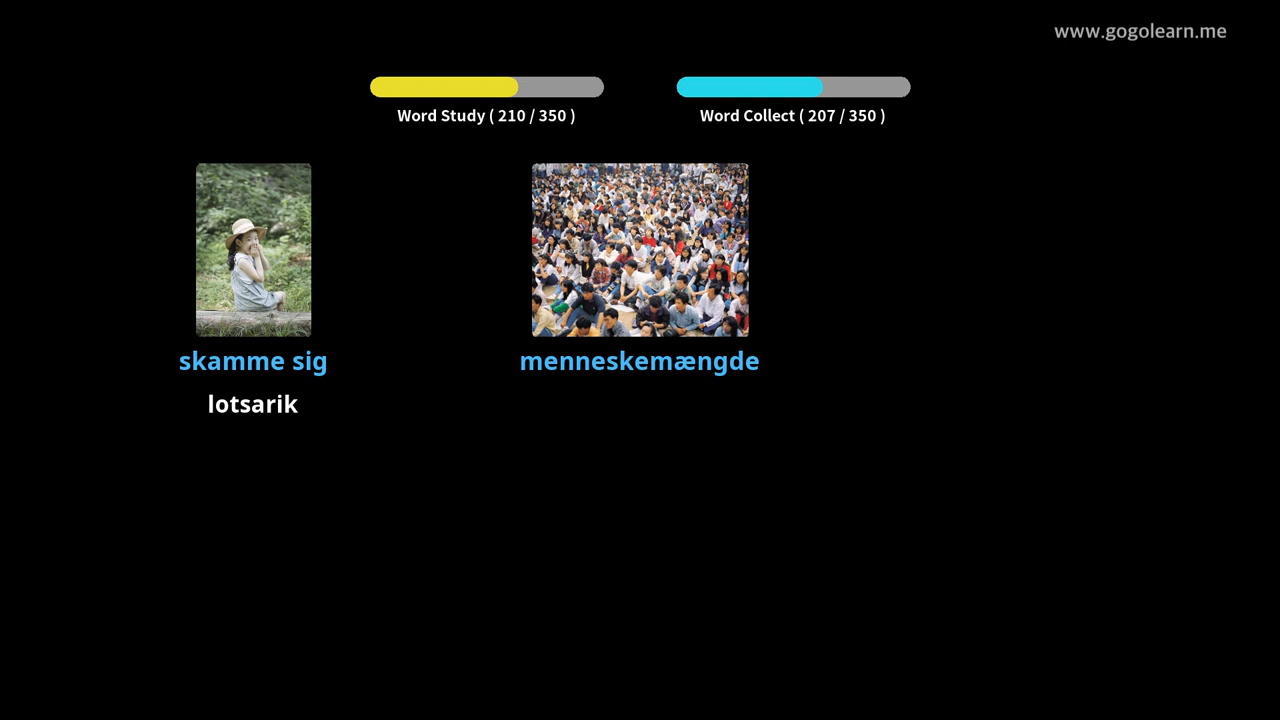 www.gogolearn.me
Word Study ( 210 / 350 )
Word Collect ( 207 / 350 )
skamme sig
menneskemængde
lotsarik